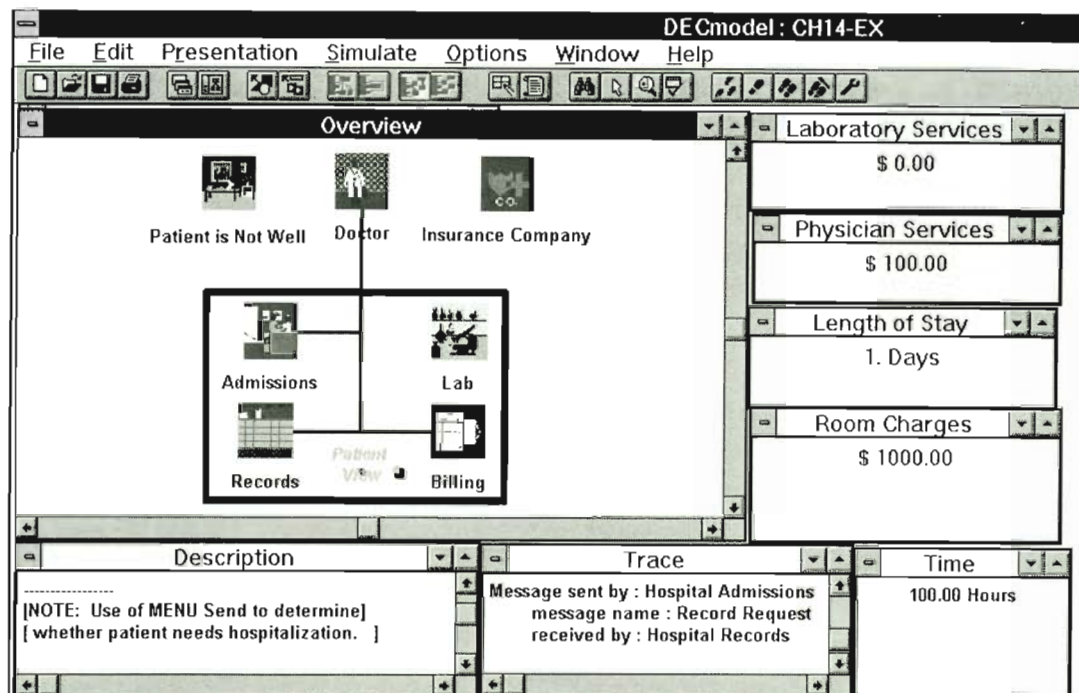 DECmodel : CH14-EX
File Edit Presentation Simulate Options Window Help
Overview
Patient is Not Well
Doctor
Insurance Company
CO.
Admissions
Lab
Records
Patient
View
Billing
Laboratory Services
$ 0.00
Physician Services
$ 100.00
Length of Stay
1. Days
Room Charges
$ 1000.00
Description
-----------------
[NOTE: Use of MENU Send to determine]
[ whether patient needs hospitalization. ]
Trace
Message sent by : Hospital Admissions
message name : Record Request
received by : Hospital Records
Time
100.00 Hours